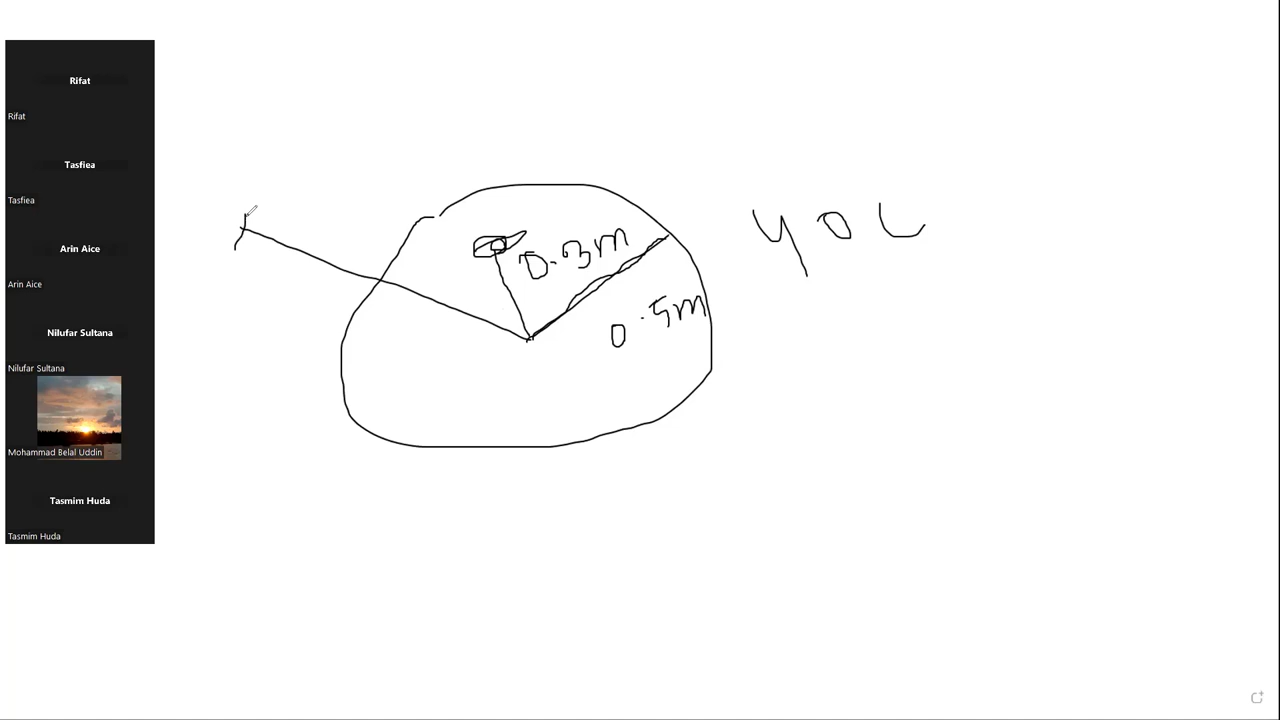 Rifat
Rifat
Tasfiea
Tasfiea
Arin Aice
Arin Aice
Nilufar Sultana
Nilufar Sultana
Mohammad Belal Uddin
Tasmim Huda
Tasmim Huda
0.3m
0.5m
40C